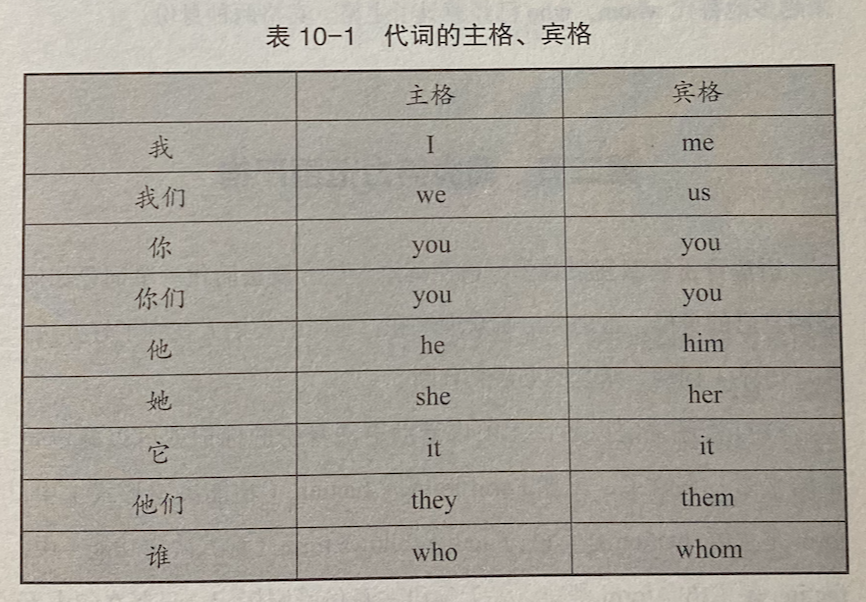 表 10-1 代词的主格、宾格
主格 宾格
我 I me
我们 we us
你 you you
你们 you you
他 he him
她 she her
它 it it
他们 they them
谁 who whom